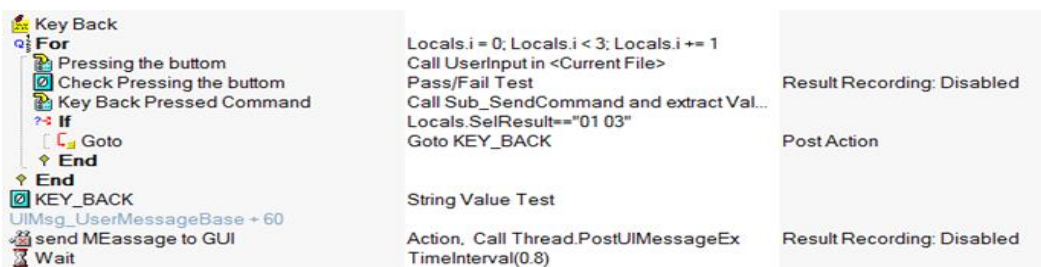 Key Back
For Locals.i = 0; Locals.i < 3; Locals.i += 1
Pressing the buttom Call UserInput in <Current File>
Check Pressing the buttom Pass/Fail Test Result Recording: Disabled
Key Back Pressed Command Call Sub_SendCommand and extract Val...
If Locals.SelResult=="01 03"
Goto Goto KEY_BACK Post Action
End
End
KEY_BACK String Value Test
UIMsg_UserMessageBase + 60
send MEassage to GUI Action, Call Thread.PostUIMessageEx Result Recording: Disabled
Wait TimeInterval(0.8)